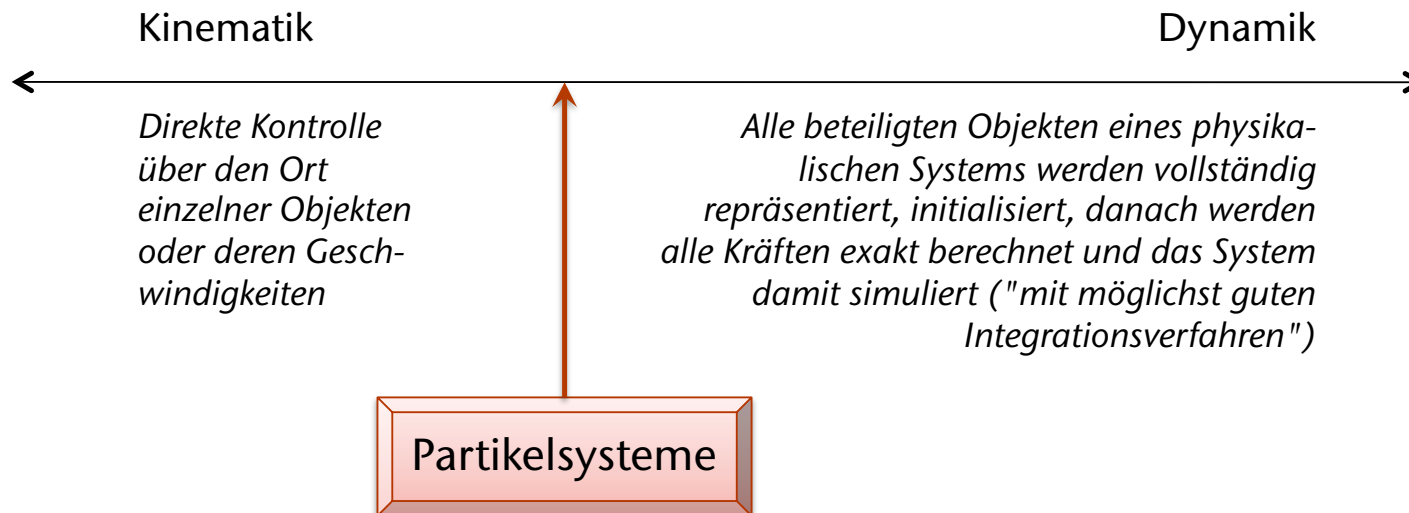 Kinematik
Dynamik
Direkte Kontrolle
über den Ort
einzelner Objekten
oder deren Gesch-
windigkeiten
Alle beteiligten Objekten eines physika-
lischen Systems werden vollständig
repräsentiert, initialisiert, danach werden
alle Kräften exakt berechnet und das System
damit simuliert ("mit möglichst guten
Integrationsverfahren")
Partikelsysteme